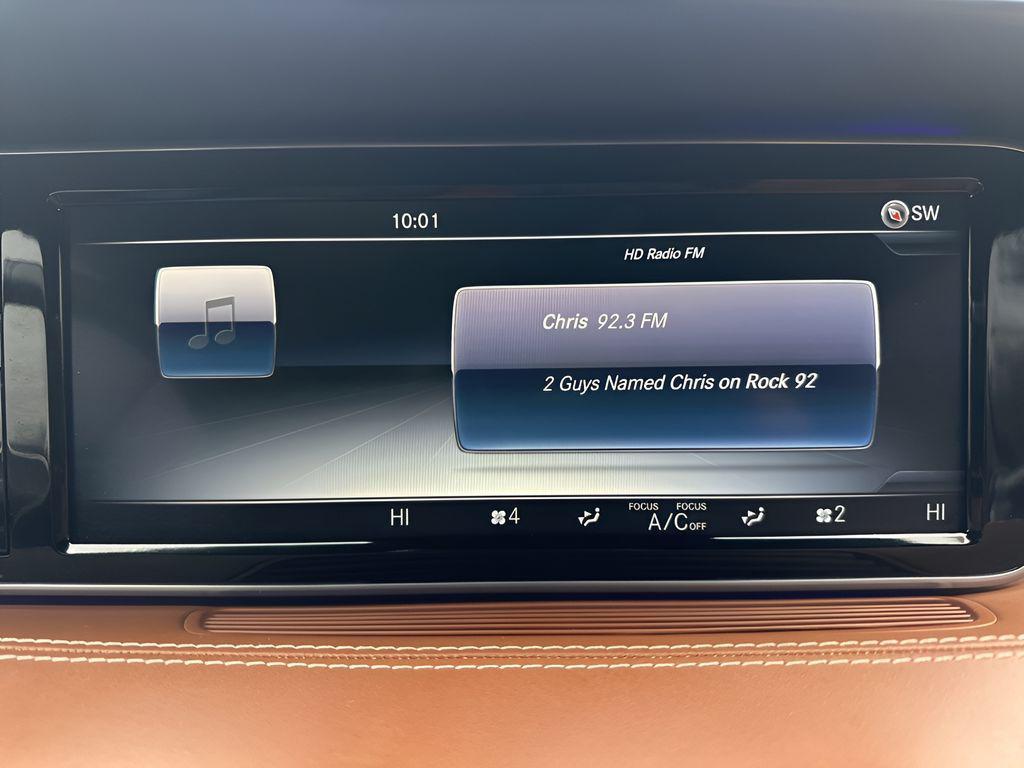 10:01
SW
HD Radio FM
Chris 92.3 FM
2 Guys Named Chris on Rock 92
HI 4 FOCUS FOCUS 2 HI
A/C OFF